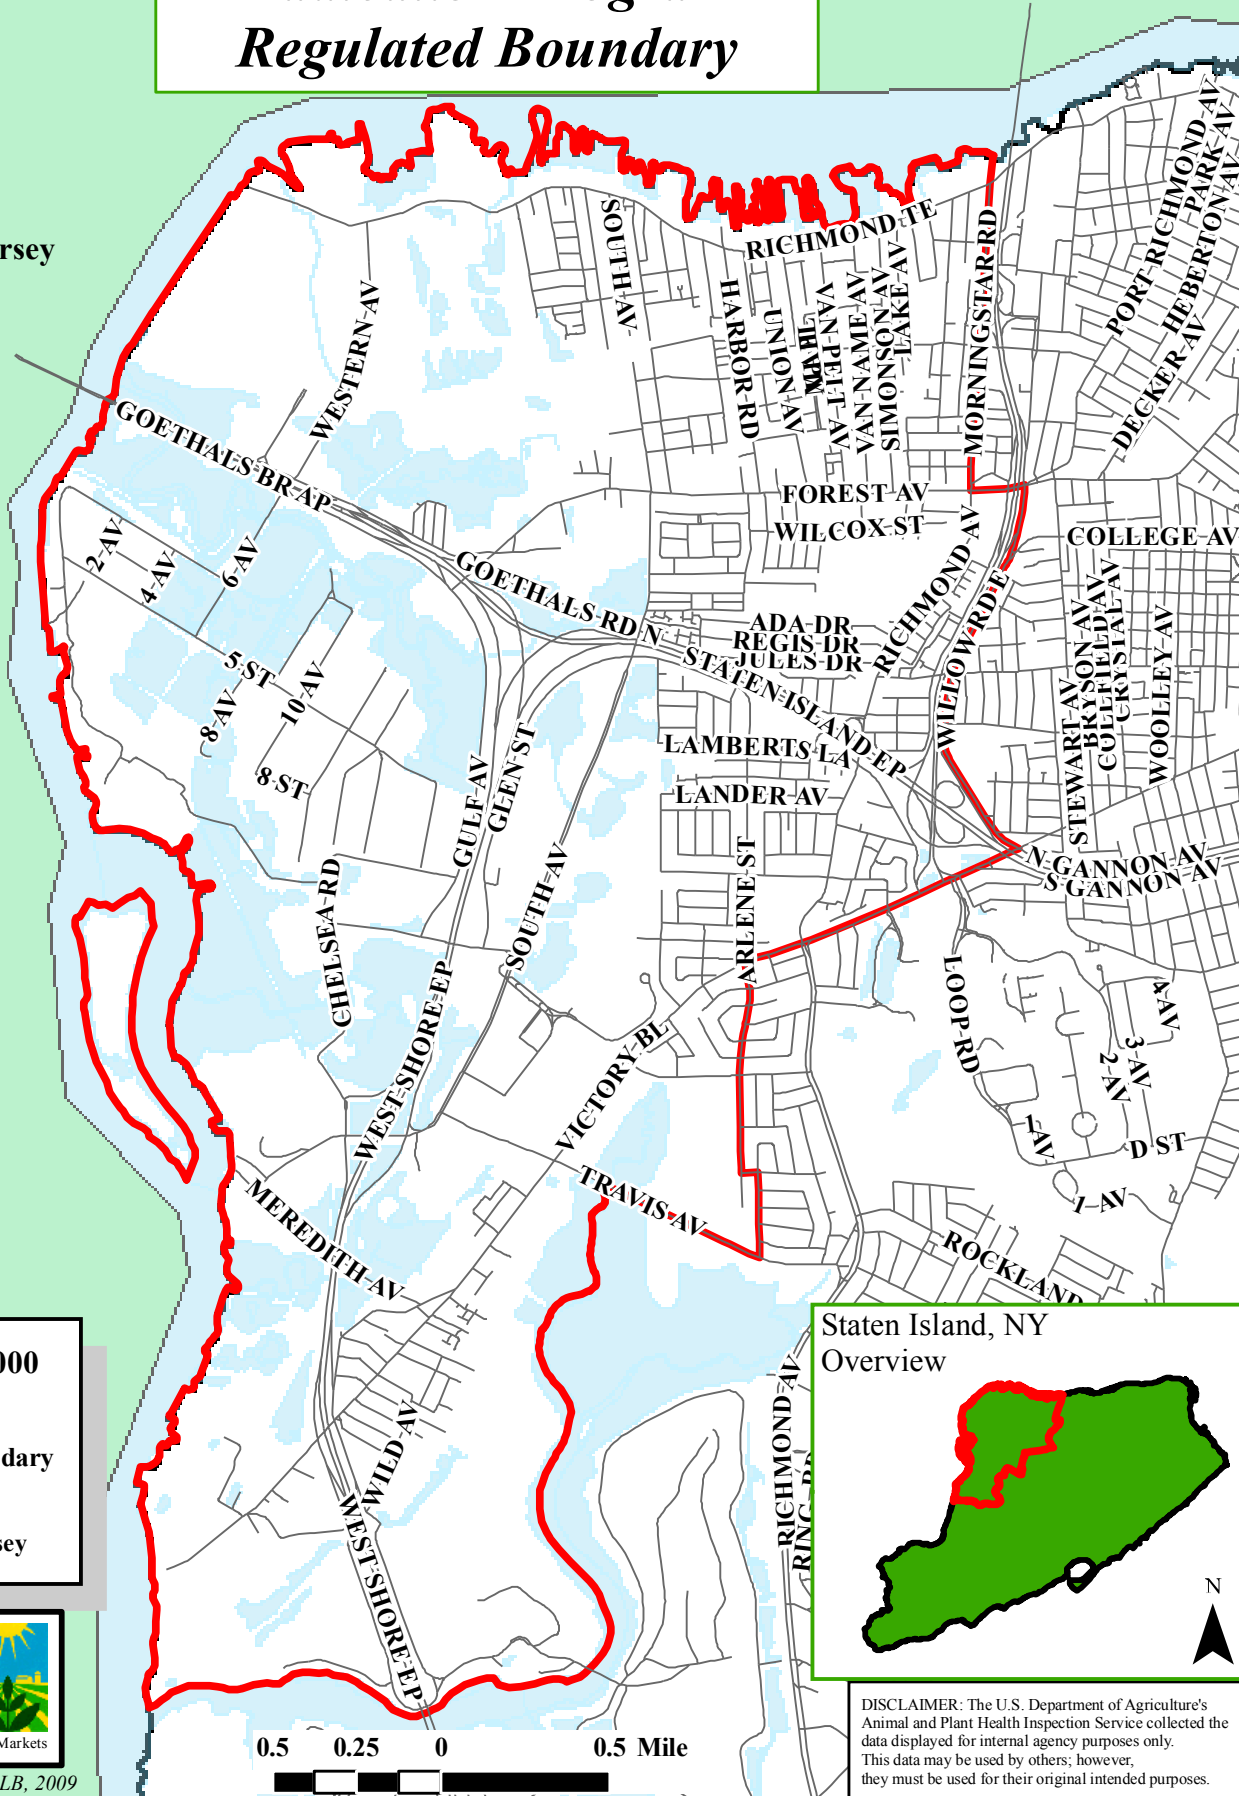 Regulated Boundary
rsey
PORT RICHMOND AV
PARK AV
HEBERTON AV
DECKER AV
RICHMOND TE
SOUTH AV
WESTERN AV
HARBOR RD
UNION AV
VAN PELT AV
VAN NAME AV
SIMONSON AV
LAKE AV
MORNINGSTAR RD
GOETHALS BR AP
FOREST AV
WILCOX ST
COLLEGE AV
2 AV
4 AV
6 AV
GOETHALS RD N
RICHMOND AV
WILLOW RD E
ADA DR
REGIS DR
JULES DR
STATEN ISLAND EP
STEWART AV
BRYSON AV
CRYSTAL AV
WOOLLEY AV
5 ST
8 AV
10 AV
8 ST
LAMBERTS LA
LANDER AV
GULF AV
GLEN ST
SOUTH AV
CHELSEA RD
ARLENE ST
N GANNON AV
S GANNON AV
WEST SHORE EP
LOOP RD
4 AV
3 AV
2 AV
1 AV
D ST
1 AV
VICTORY BL
TRAVIS AV
MEREDITH AV
ROCKLAND
WILD AV
WEST SHORE EP
RICHMOND AV
Staten Island, NY
Overview
N
000
dary
sey
Markets
LB, 2009
0.5 0.25 0 0.5 Mile
DISCLAIMER: The U.S. Department of Agriculture's
Animal and Plant Health Inspection Service collected the
data displayed for internal agency purposes only.
This data may be used by others; however,
they must be used for their original intended purposes.